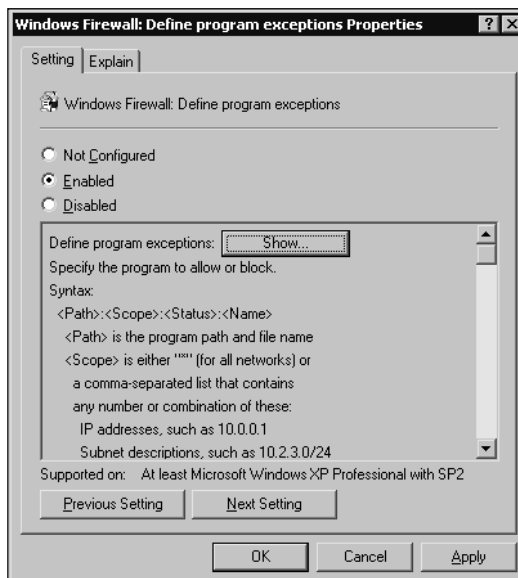 Windows Firewall: Define program exceptions Properties
? X
Setting
Explain
Windows Firewall: Define program exceptions
Not Configured
Enabled
Disabled
Define program exceptions: Show...
Specify the program to allow or block.
Syntax:
<Path>:<Scope>:<Status>:<Name>
<Path> is the program path and file name
<Scope> is either "*" (for all networks) or
a comma-separated list that contains
any number or combination of these:
IP addresses, such as 10.0.0.1
Subnet descriptions, such as 10.2.3.0/24
Supported on: At least Microsoft Windows XP Professional with SP2
Previous Setting
Next Setting
OK
Cancel
Apply